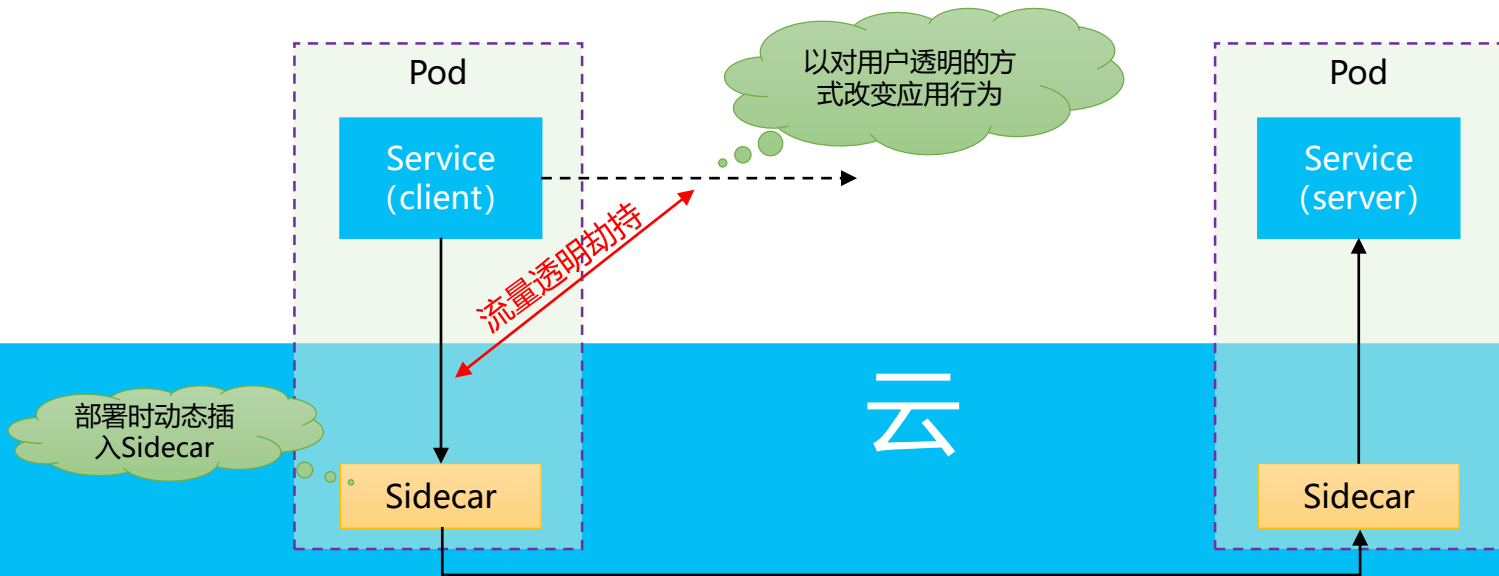 Pod
Service
(client)
以对用户透明的方
式改变应用行为
Pod
Service
(server)
流量透明劫持
云
部署时动态插
入Sidecar
Sidecar
Sidecar